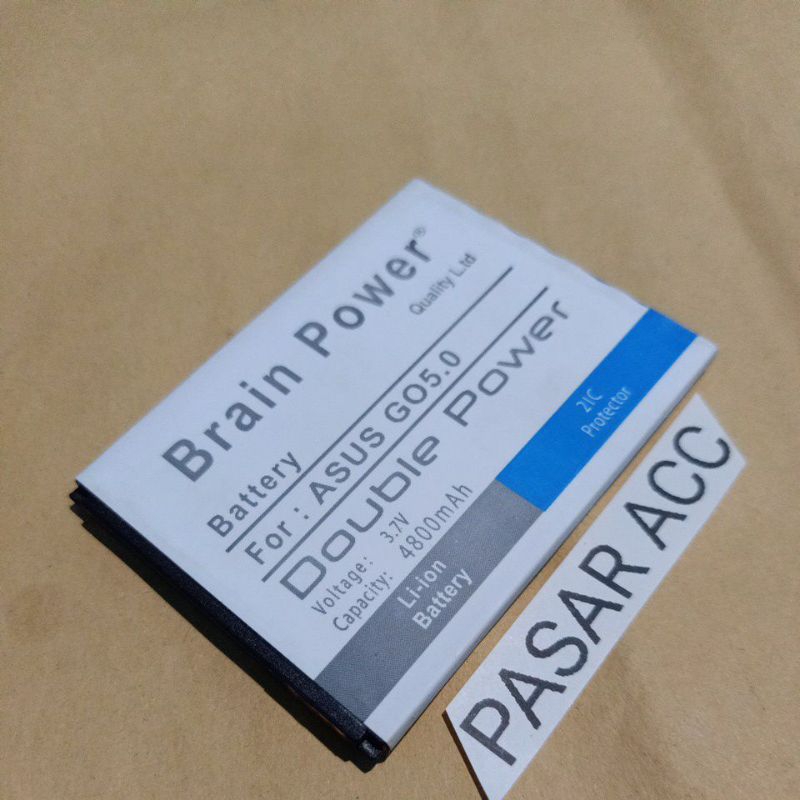 Brain Power®
Quality L.td
Battery
For : ASUS GO5.0
Double Power
Voltage: 3.7V
Capacity: 4800mAh
Li-ion
Battery
2IC
Protector
PASAR ACC